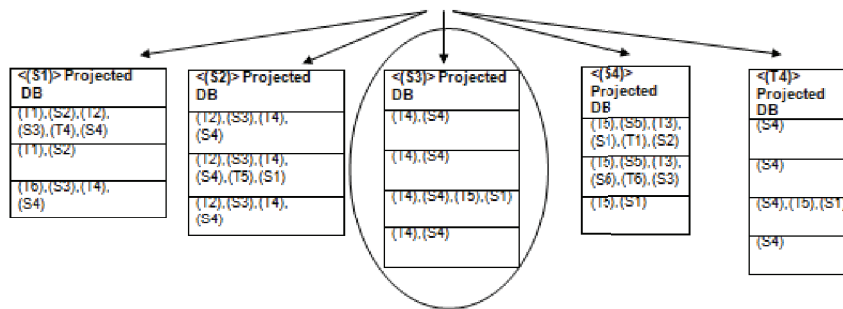 <(S1)> Projected
DB
(T1),(S2),(T2),
(S3),(T4),(S4)
(T1),(S2)
(T6),(S3),(T4),
(S4)
<(S2)> Projected
DB
(T2),(S3),(T4),
(S4)
(T2),(S3),(T4),
(S4),(T5),(S1)
(T2),(S3),(T4),
(S4)
<(S3)> Projected
DB
(T4),(S4)
(T4),(S4)
(T4),(S4),(T5),(S1)
(T4),(S4)
<(S4)>
Projected
DB
(T5),(S5),(T3),
(S1),(T1),(S2)
(T5),(S5),(T3),
(S6),(T6),(S3)
(T5),(S1)
<(T4)>
Projected
DB
(S4)
(S4)
(S4),(T5),(S1)
(S4)